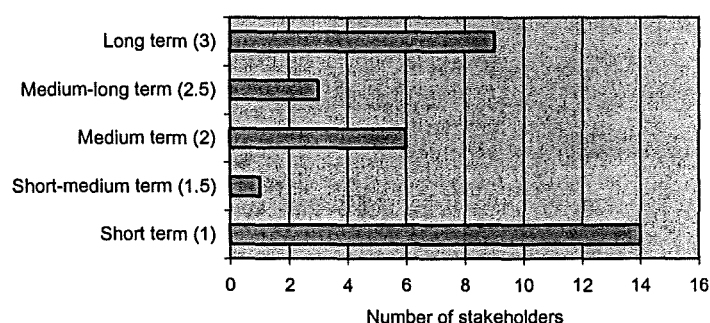 Long term (3)
Medium-long term (2.5)
Medium term (2)
Short-medium term (1.5)
Short term (1)
0 2 4 6 8 10 12 14 16
Number of stakeholders